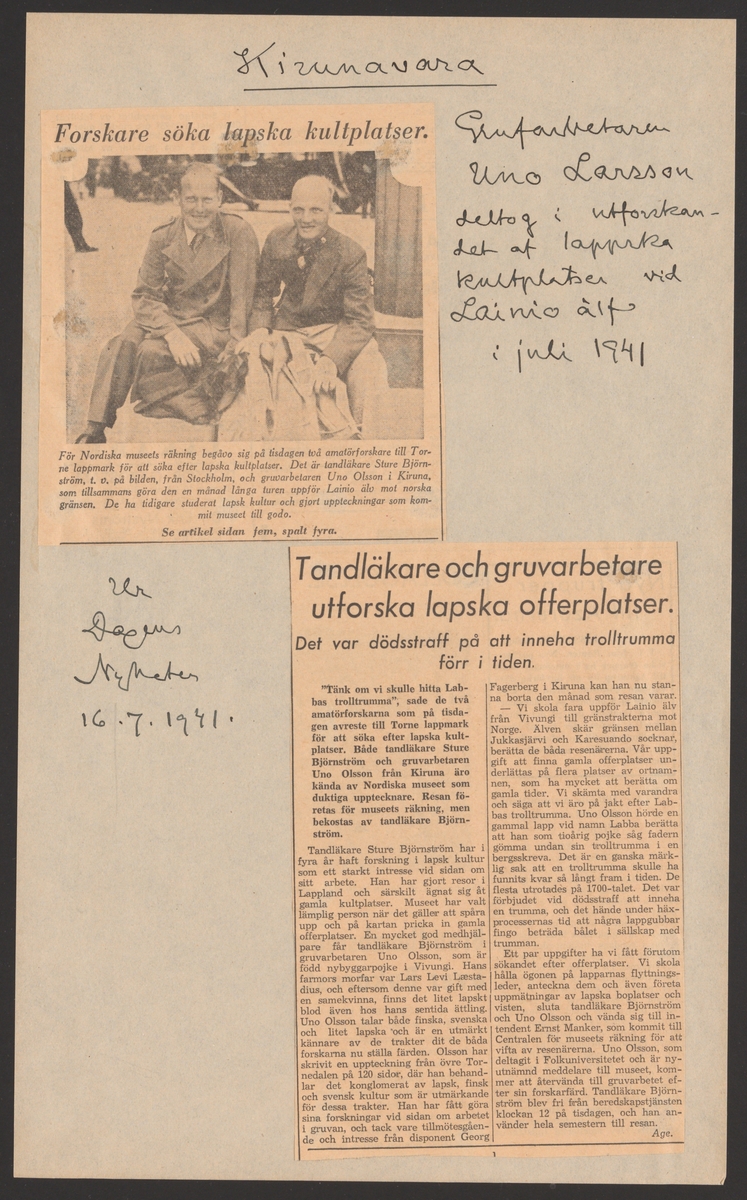 Kirunavara
Forskare söka lapska kultplatser.
För Nordiska museets räkning begåvo sig på tisdagen två amatörforskare till Tor-
ne lappmark för att söka efter lapska kultplatser. Det är tandläkare Sture Björn-
ström, t. v. på bilden, från Stockholm, och gruvarbetaren Uno Olsson i Kiruna,
som tillsammans göra den en månad långa turen uppför Lainio älv mot norska
gränsen. De ha tidigare studerat lapsk kultur och gjort uppteckningar som kom-
mit museet till godo.
Se artikel sidan fem, spalt fyra.
Grufarbetaren
Uno Larsson
deltog i utforskan-
det af lappska
kultplatser vid
Lainio älf
i juli 1941
Ur
Dagens
Nyheter
16.7.1941.
Tandläkare och gruvarbetare
utforska lapska offerplatser.
Det var dödsstraff på att inneha trolltrumma
förr i tiden.
"Tänk om vi skulle hitta Lab-
bas trolltrumma", sade de två
amatörforskarna som på tisda-
gen avreste till Torne lappmark
för att söka efter lapska kult-
platser. Både tandläkare Sture
Björnström och gruvarbetaren
Uno Olsson från Kiruna äro
kända av Nordiska museet som
duktiga upptecknare. Resan fö-
retas för museets räkning, men
bekostas av tandläkare Björn-
ström.
Tandläkare Sture Björnström har i
fyra år haft forskning i lapsk kultur
som ett starkt intresse vid sidan om
sitt arbete. Han har gjort resor i
Lappland och särskilt ägnat sig åt
gamla kultplatser. Museet har valt
lämplig person när det gäller att spåra
upp och på kartan pricka in gamla
offerplatser. En mycket god medhjäl-
pare får tandläkare Björnström i
gruvarbetaren Uno Olsson, som är
född nybyggarpojke i Vivungi. Hans
farmors morfar var Lars Levi Læsta-
dius, och eftersom denne var gift med
en samekvinna, finns det litet lapskt
blod även hos hans sentida ättling.
Uno Olsson talar både finska, svenska
och litet lapska och är en utmärkt
kännare av de trakter dit de båda
forskarna nu ställa färden. Olsson har
skrivit en uppteckning från övre Tor-
nedalen på 120 sidor, där han behand-
lar det konglomerat av lapsk, finsk
och svensk kultur som är utmärkande
för dessa trakter. Han har fått göra
sina forskningar vid sidan om arbetet
i gruvan, och tack vare tillmötesgåen-
de och intresse från disponent Georg
Fagerberg i Kiruna kan han nu stan-
na borta den månad som resan varar.
— Vi skola fara uppför Lainio älv
från Vivungi till gränstrakterna mot
Norge. Älven skär gränsen mellan
Jukkasjärvi och Karesuando socknar,
berätta de båda resenärerna. Vår upp-
gift att finna gamla offerplatser un-
derlättas på flera platser av ortnam-
nen, som ha mycket att berätta om
gamla tider. Vi skämta med varandra
och säga att vi äro på jakt efter Lab-
bas trolltrumma. Uno Olsson hörde en
gammal lapp vid namn Labba berätta
att han som tioårig pojke såg fadern
gömma undan sin trolltrumma i en
bergsskreva. Det är en ganska märk-
lig sak att en trolltrumma skulle ha
funnits kvar så långt fram i tiden. De
flesta utrotades på 1700-talet. Det var
förbjudet vid dödsstraff att inneha
en trumma, och det hände under häx-
processernas tid att några lappgubbar
fingo beträda bålet i sällskap med
trumman.
Ett par uppgifter ha vi fått förutom
sökandet efter offerplatser. Vi skola
hålla ögonen på lapparnas flyttnings-
leder, anteckna dem och även företa
uppmätningar av lapska boplatser och
visten, sluta tandläkare Björnström
och Uno Olsson och vända sig till in-
tendent Ernst Manker, som kommit till
Centralen för museets räkning för att
vifta av resenärerna. Uno Olsson, som
deltagit i Folkuniversitetet och är ny-
utnämnd meddelare till museet, kom-
mer att återvända till gruvarbetet ef-
ter sin forskarfärd. Tandläkare Björn-
ström blev fri från beredskapstjänsten
klockan 12 på tisdagen, och han an-
vänder hela semestern till resan.
Age.
1